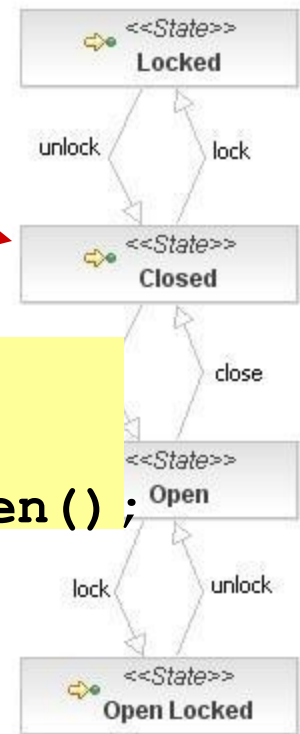 <<State>>
Locked
unlock
lock
<<State>>
Closed
close
<<State>>
en();
Open
lock
unlock
<<State>>
Open Locked